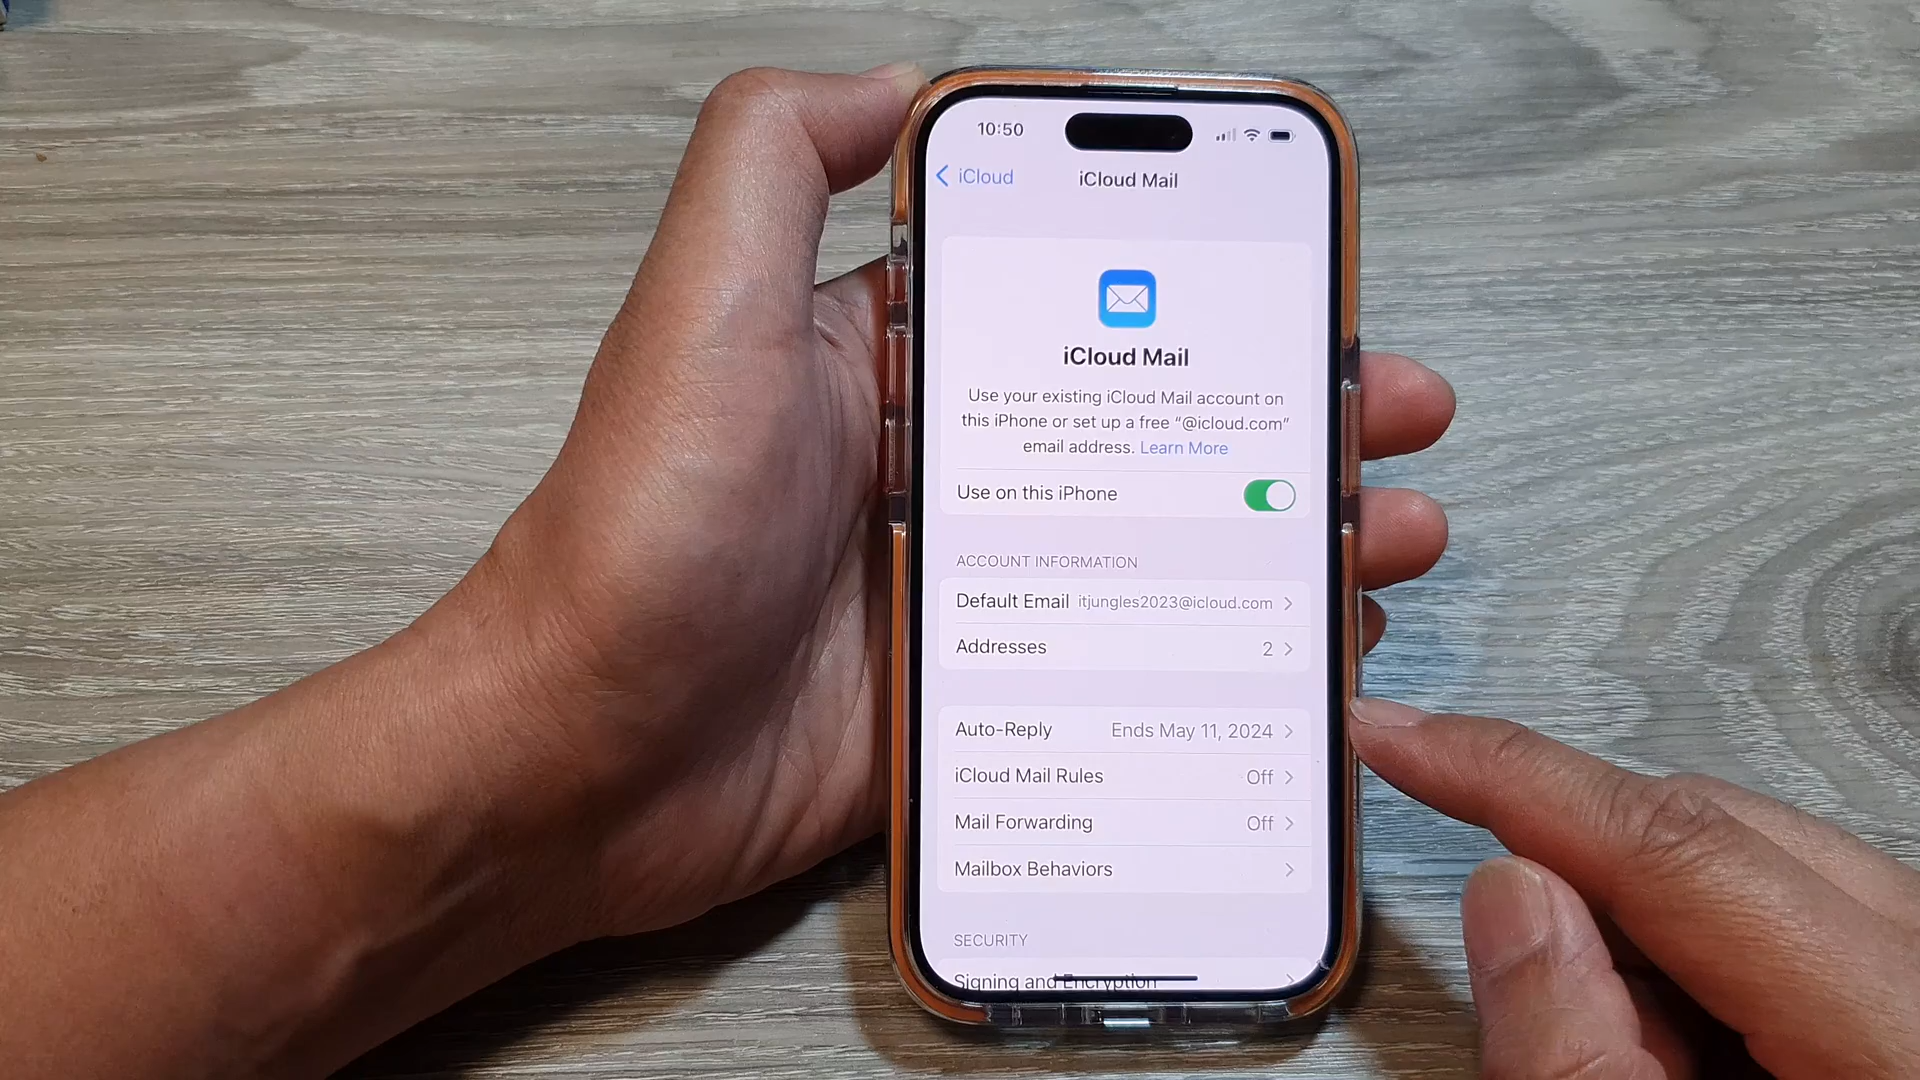 10:50
iCloud
iCloud Mail
iCloud Mail
Use your existing iCloud Mail account on
this iPhone or set up a free “@icloud.com”
email address. Learn More
Use on this iPhone
ACCOUNT INFORMATION
Default Email itjungles2023@icloud.com
Addresses 2
Auto-Reply Ends May 11, 2024
iCloud Mail Rules Off
Mail Forwarding Off
Mailbox Behaviors
SECURITY
Signing and Encryption